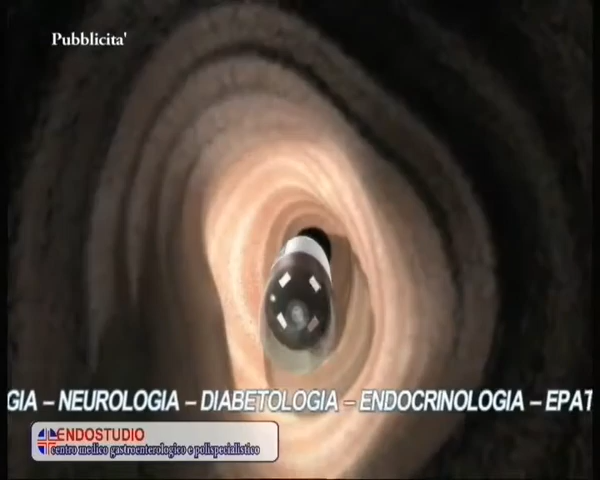 Pubblicita'
GIA – NEUROLOGIA – DIABETOLOGIA – ENDOCRINOLOGIA – EPAT
ENDOSTUDIO
centro medico gastroenterologico e polispecialistico